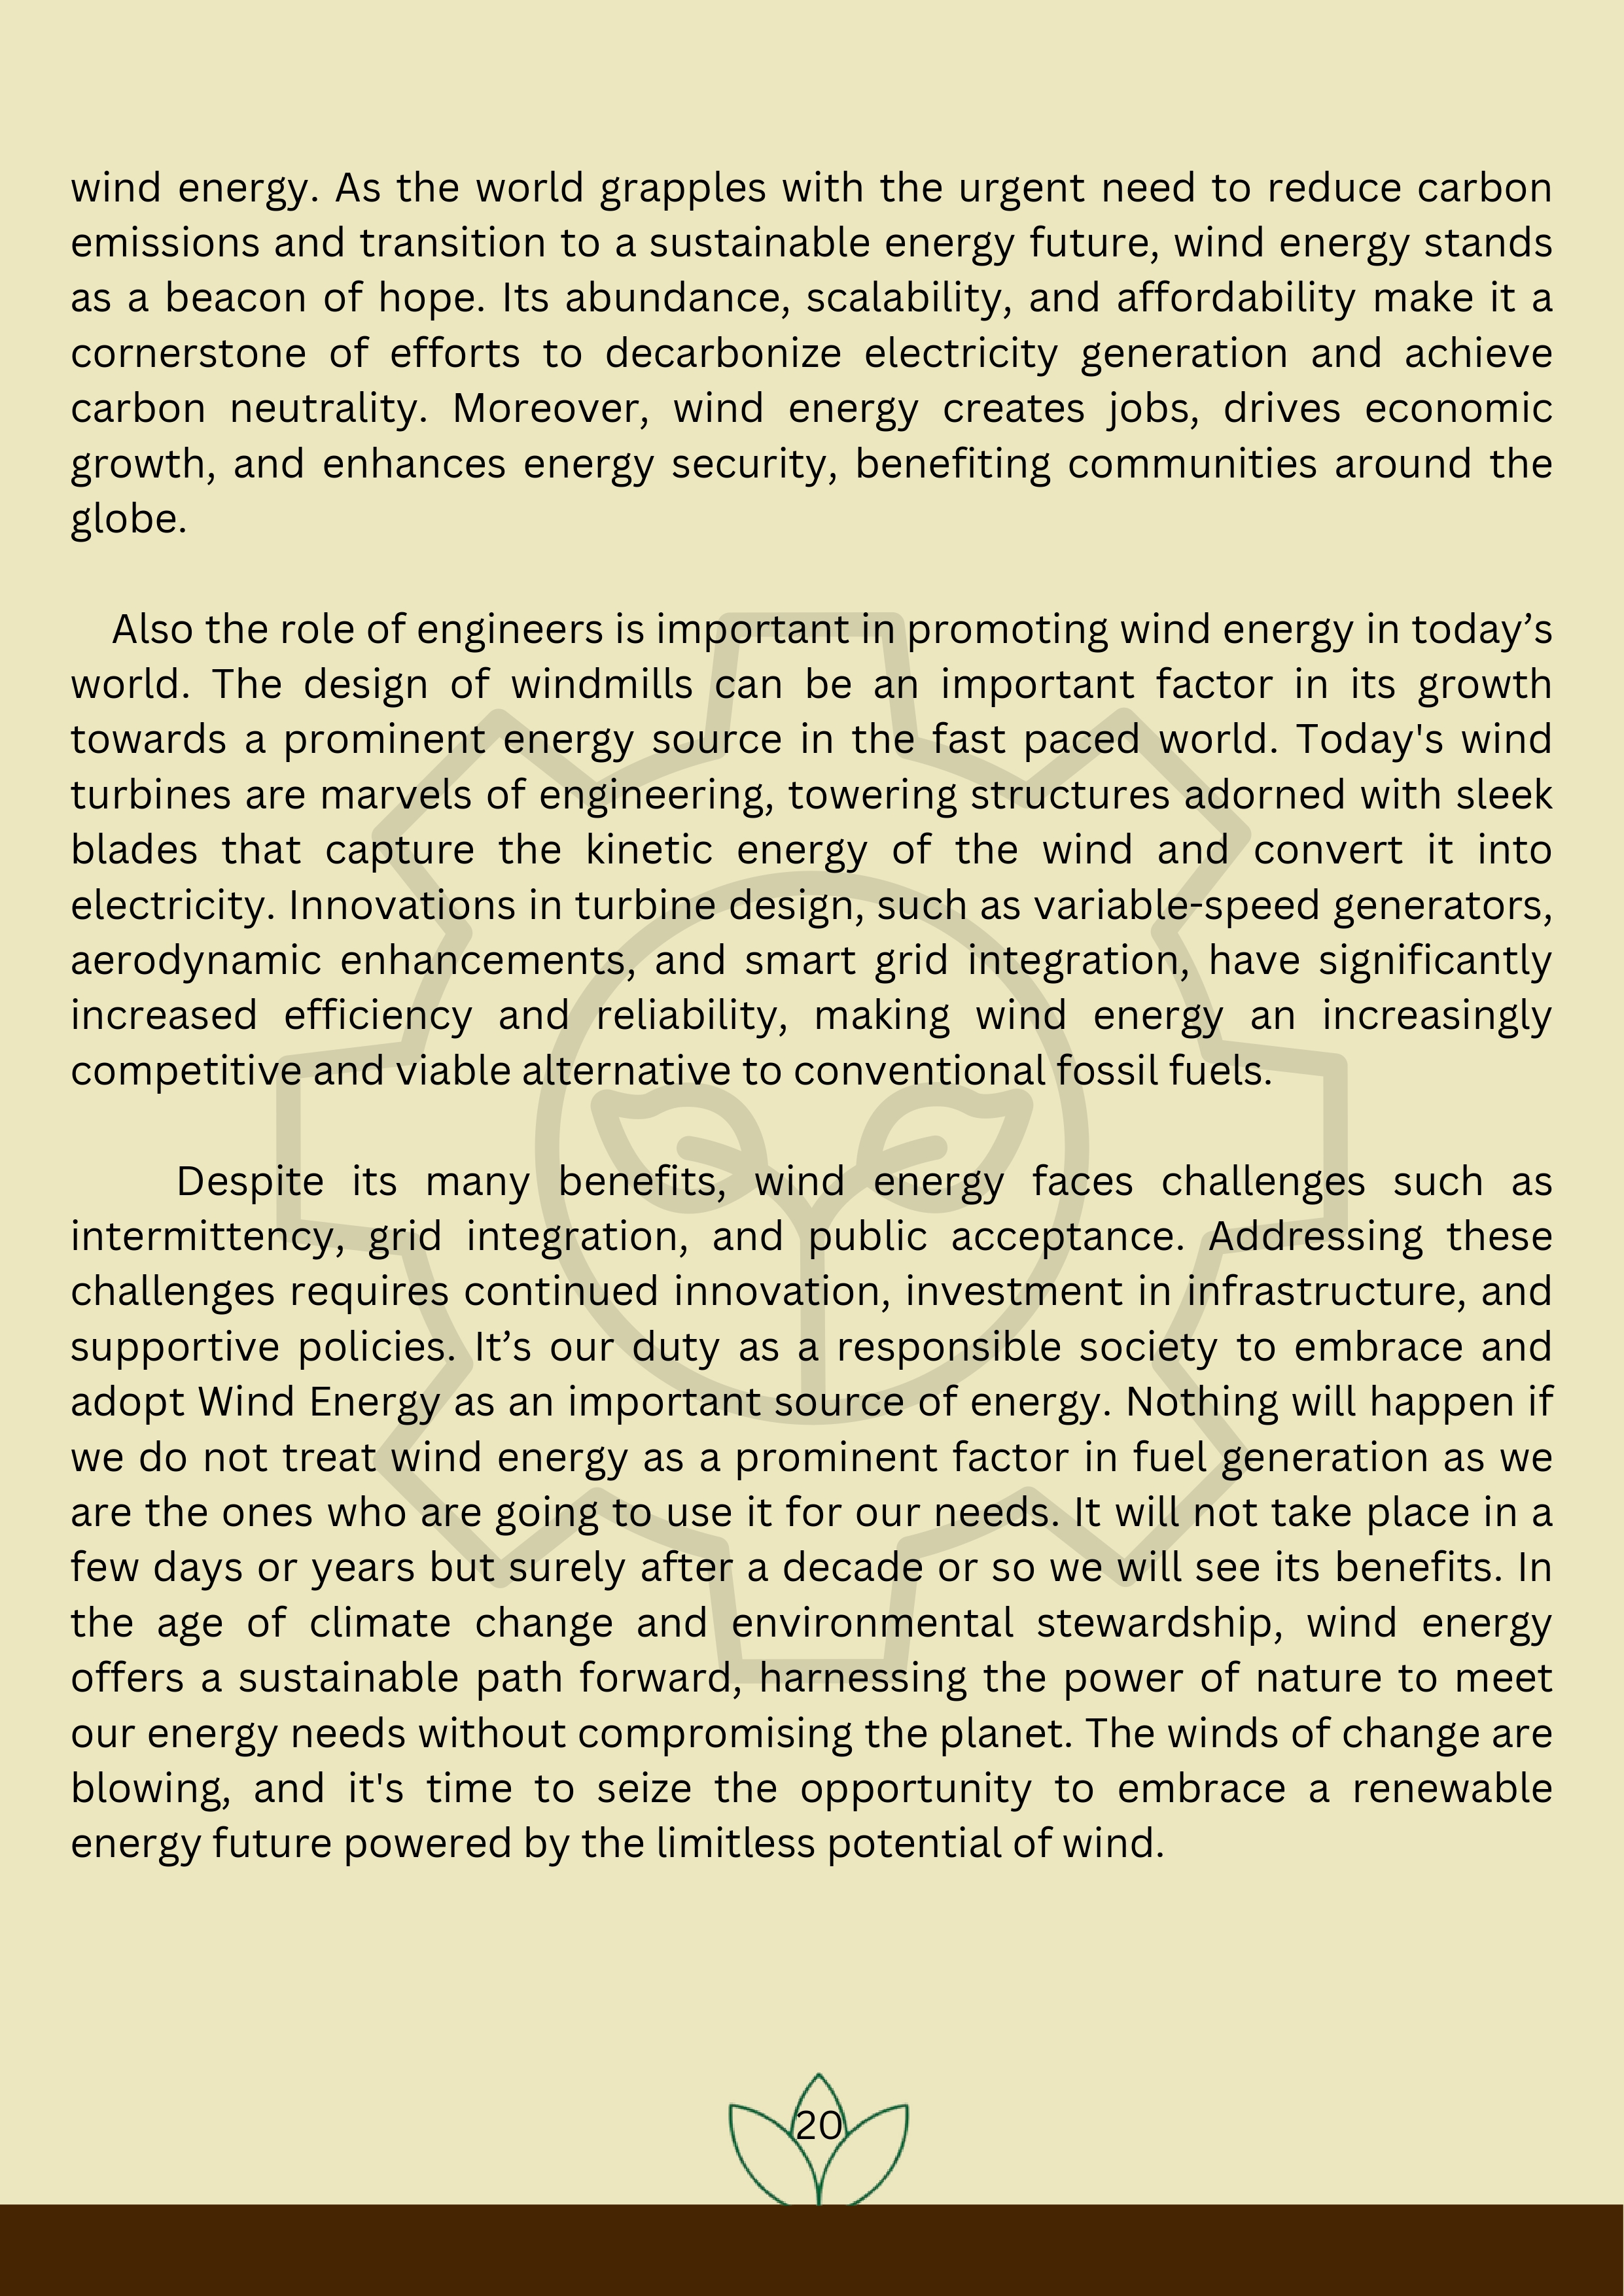 wind energy. As the world grapples with the urgent need to reduce carbon
emissions and transition to a sustainable energy future, wind energy stands
as a beacon of hope. Its abundance, scalability, and affordability make it a
cornerstone of efforts to decarbonize electricity generation and achieve
carbon neutrality. Moreover, wind energy creates jobs, drives economic
growth, and enhances energy security, benefiting communities around the
globe.
Also the role of engineers is important in promoting wind energy in today’s
world. The design of windmills can be an important factor in its growth
towards a prominent energy source in the fast paced world. Today's wind
turbines are marvels of engineering, towering structures adorned with sleek
blades that capture the kinetic energy of the wind and convert it into
electricity. Innovations in turbine design, such as variable-speed generators,
aerodynamic enhancements, and smart grid integration, have significantly
increased efficiency and reliability, making wind energy an increasingly
competitive and viable alternative to conventional fossil fuels.
Despite its many benefits, wind energy faces challenges such as
intermittency, grid integration, and public acceptance. Addressing these
challenges requires continued innovation, investment in infrastructure, and
supportive policies. It’s our duty as a responsible society to embrace and
adopt Wind Energy as an important source of energy. Nothing will happen if
we do not treat wind energy as a prominent factor in fuel generation as we
are the ones who are going to use it for our needs. It will not take place in a
few days or years but surely after a decade or so we will see its benefits. In
the age of climate change and environmental stewardship, wind energy
offers a sustainable path forward, harnessing the power of nature to meet
our energy needs without compromising the planet. The winds of change are
blowing, and it's time to seize the opportunity to embrace a renewable
energy future powered by the limitless potential of wind.
20